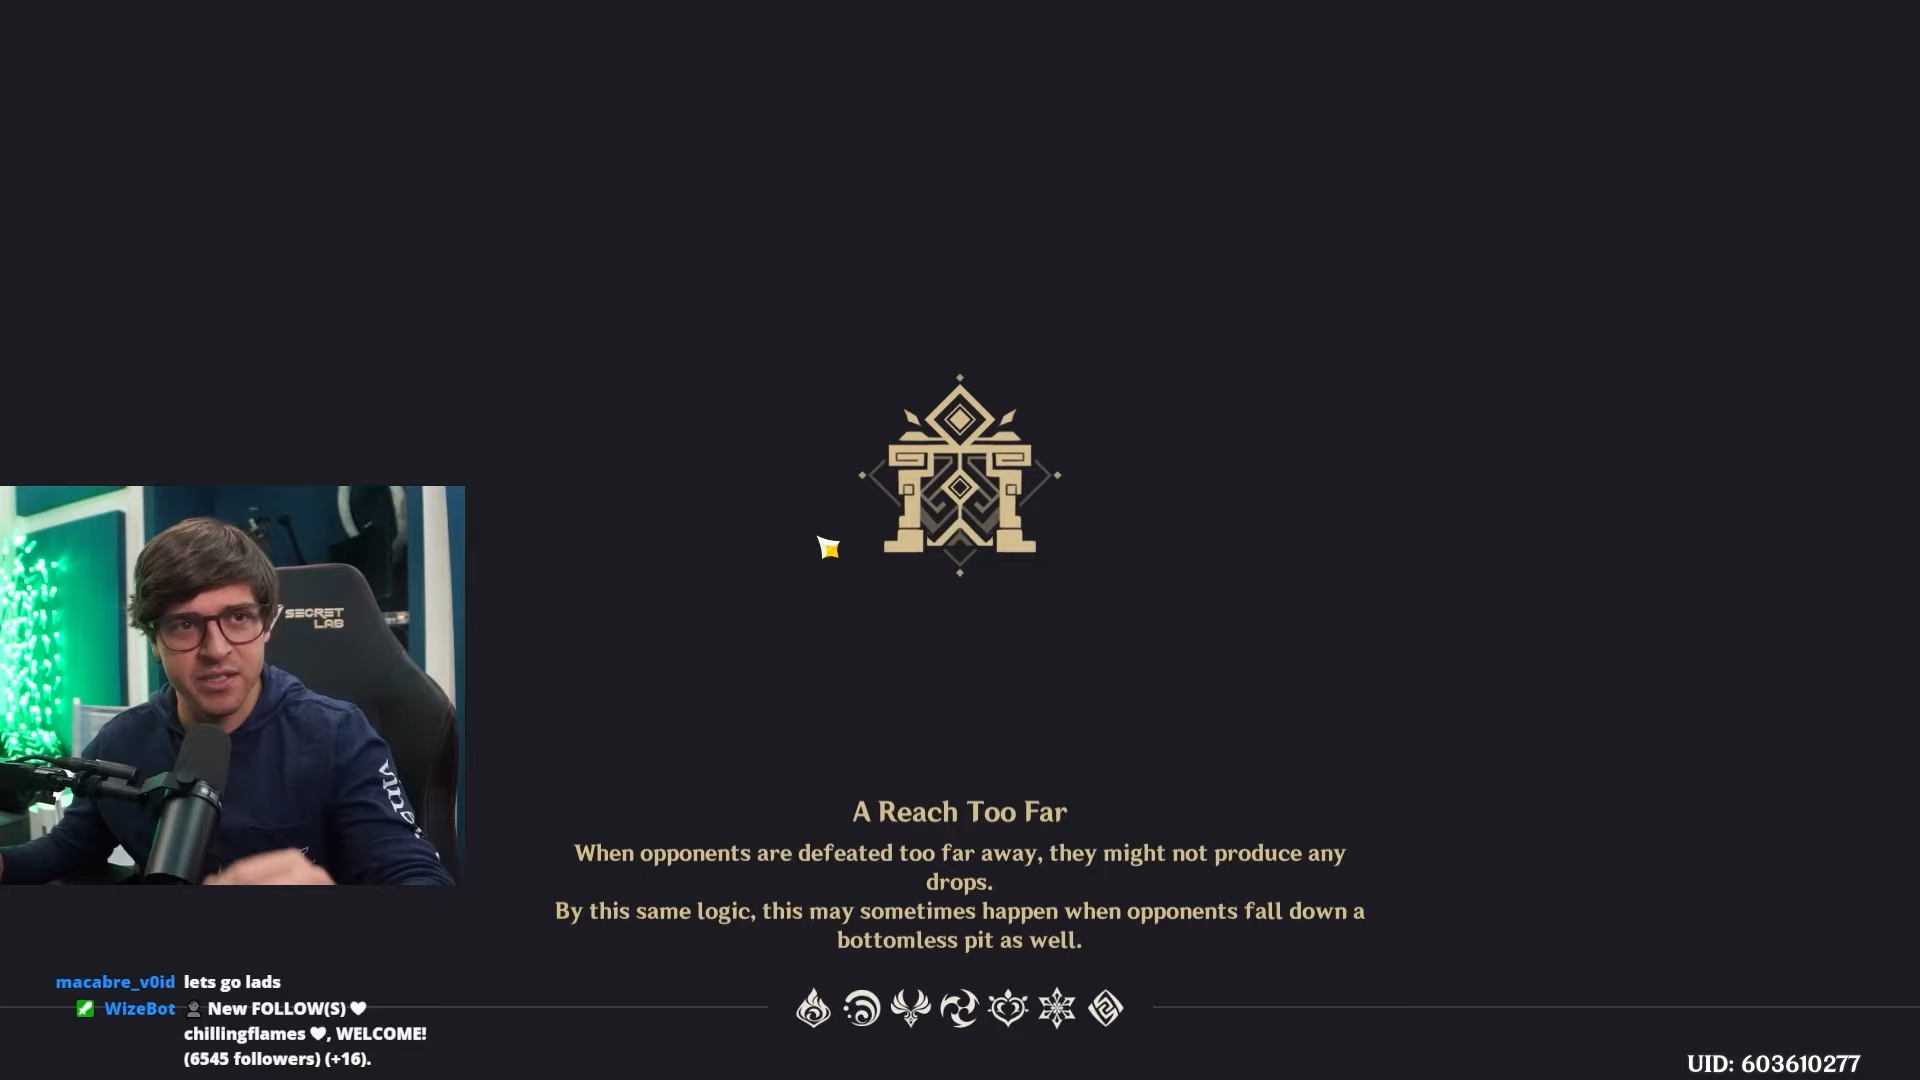 SECRET
LAB
A Reach Too Far
When opponents are defeated too far away, they might not produce any
drops.
By this same logic, this may sometimes happen when opponents fall down a
bottomless pit as well.
macabre_v0id lets go lads
WizeBot New FOLLOW(S) ♥
chillingflames ♥, WELCOME!
(6545 followers) (+16).
UID: 603610277